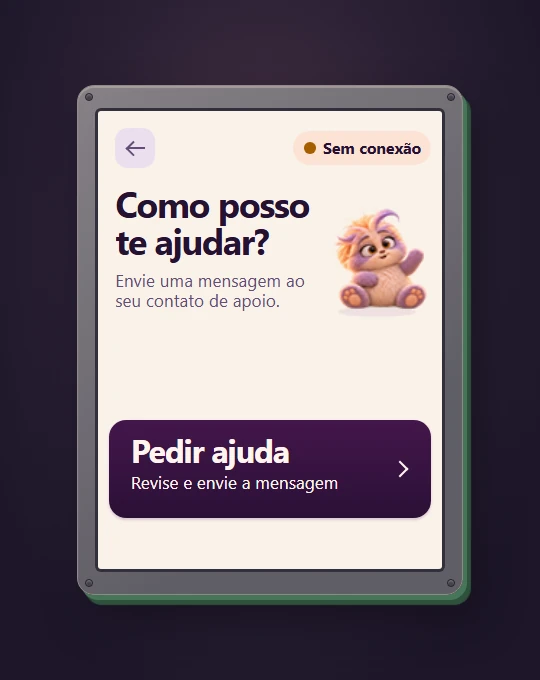 Sem conexão
Como posso
te ajudar?
Envie uma mensagem ao
seu contato de apoio.
Pedir ajuda
Revise e envie a mensagem